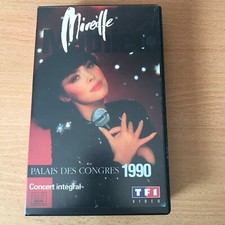 Mireille
PALAIS DES CONGRES 1990
Concert intégral
TF1
VIDEO